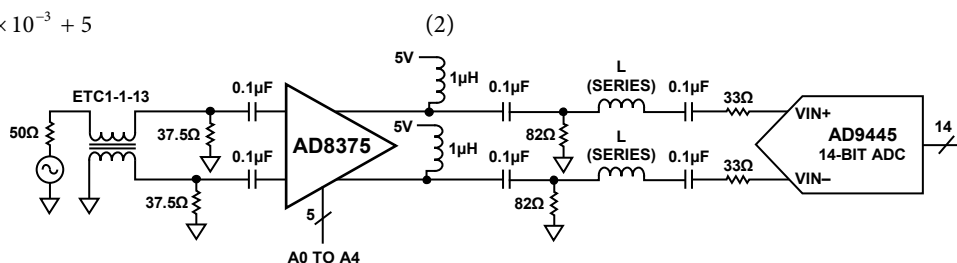 × 10⁻³ + 5
(2)
5V
1µH
L
(SERIES)
ETC1-1-13
0.1µF
0.1µF
0.1µF
33Ω
50Ω
37.5Ω
82Ω
VIN+
AD8375
5V
1µH
L
(SERIES)
AD9445
14-BIT ADC
14
0.1µF
0.1µF
0.1µF
33Ω
VIN–
37.5Ω
82Ω
5
A0 TO A4